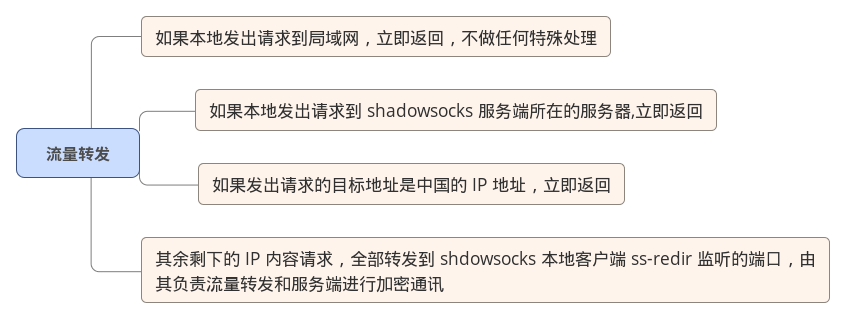 如果本地发出请求到局域网，立即返回，不做任何特殊处理
如果本地发出请求到 shadowsocks 服务端所在的服务器,立即返回
流量转发
如果发出请求的目标地址是中国的 IP 地址，立即返回
其余剩下的 IP 内容请求，全部转发到 shdowsocks 本地客户端 ss-redir 监听的端口，由
其负责流量转发和服务端进行加密通讯